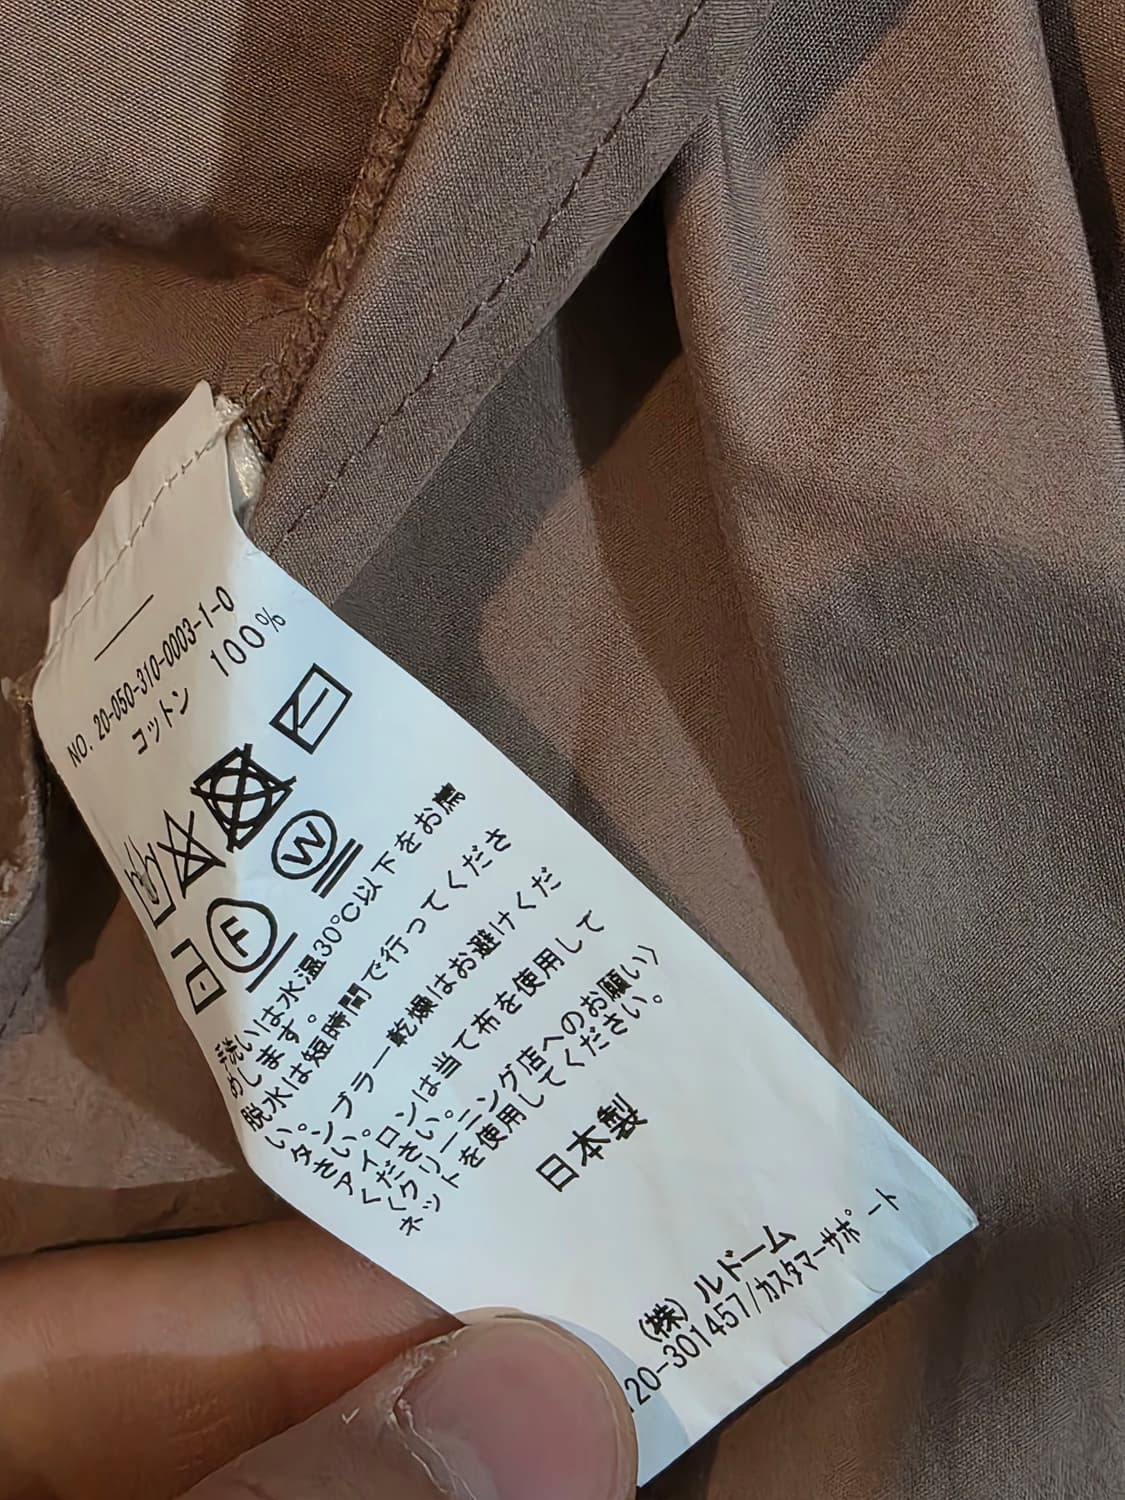 NO. 20-050-310-0003-1-0
コットン 100%
W
F
手洗いは水温30℃以下をお薦
めします。
脱水は短時間で行ってくださ
い。
タンブラー乾燥はお避けくだ
さい。
アイロンは当て布を使用して
ください。
〈クリーニング店へのお願い〉
ネットを使用してください。
日本製
(株)ルドーム
120-301457/カスタマーサポート